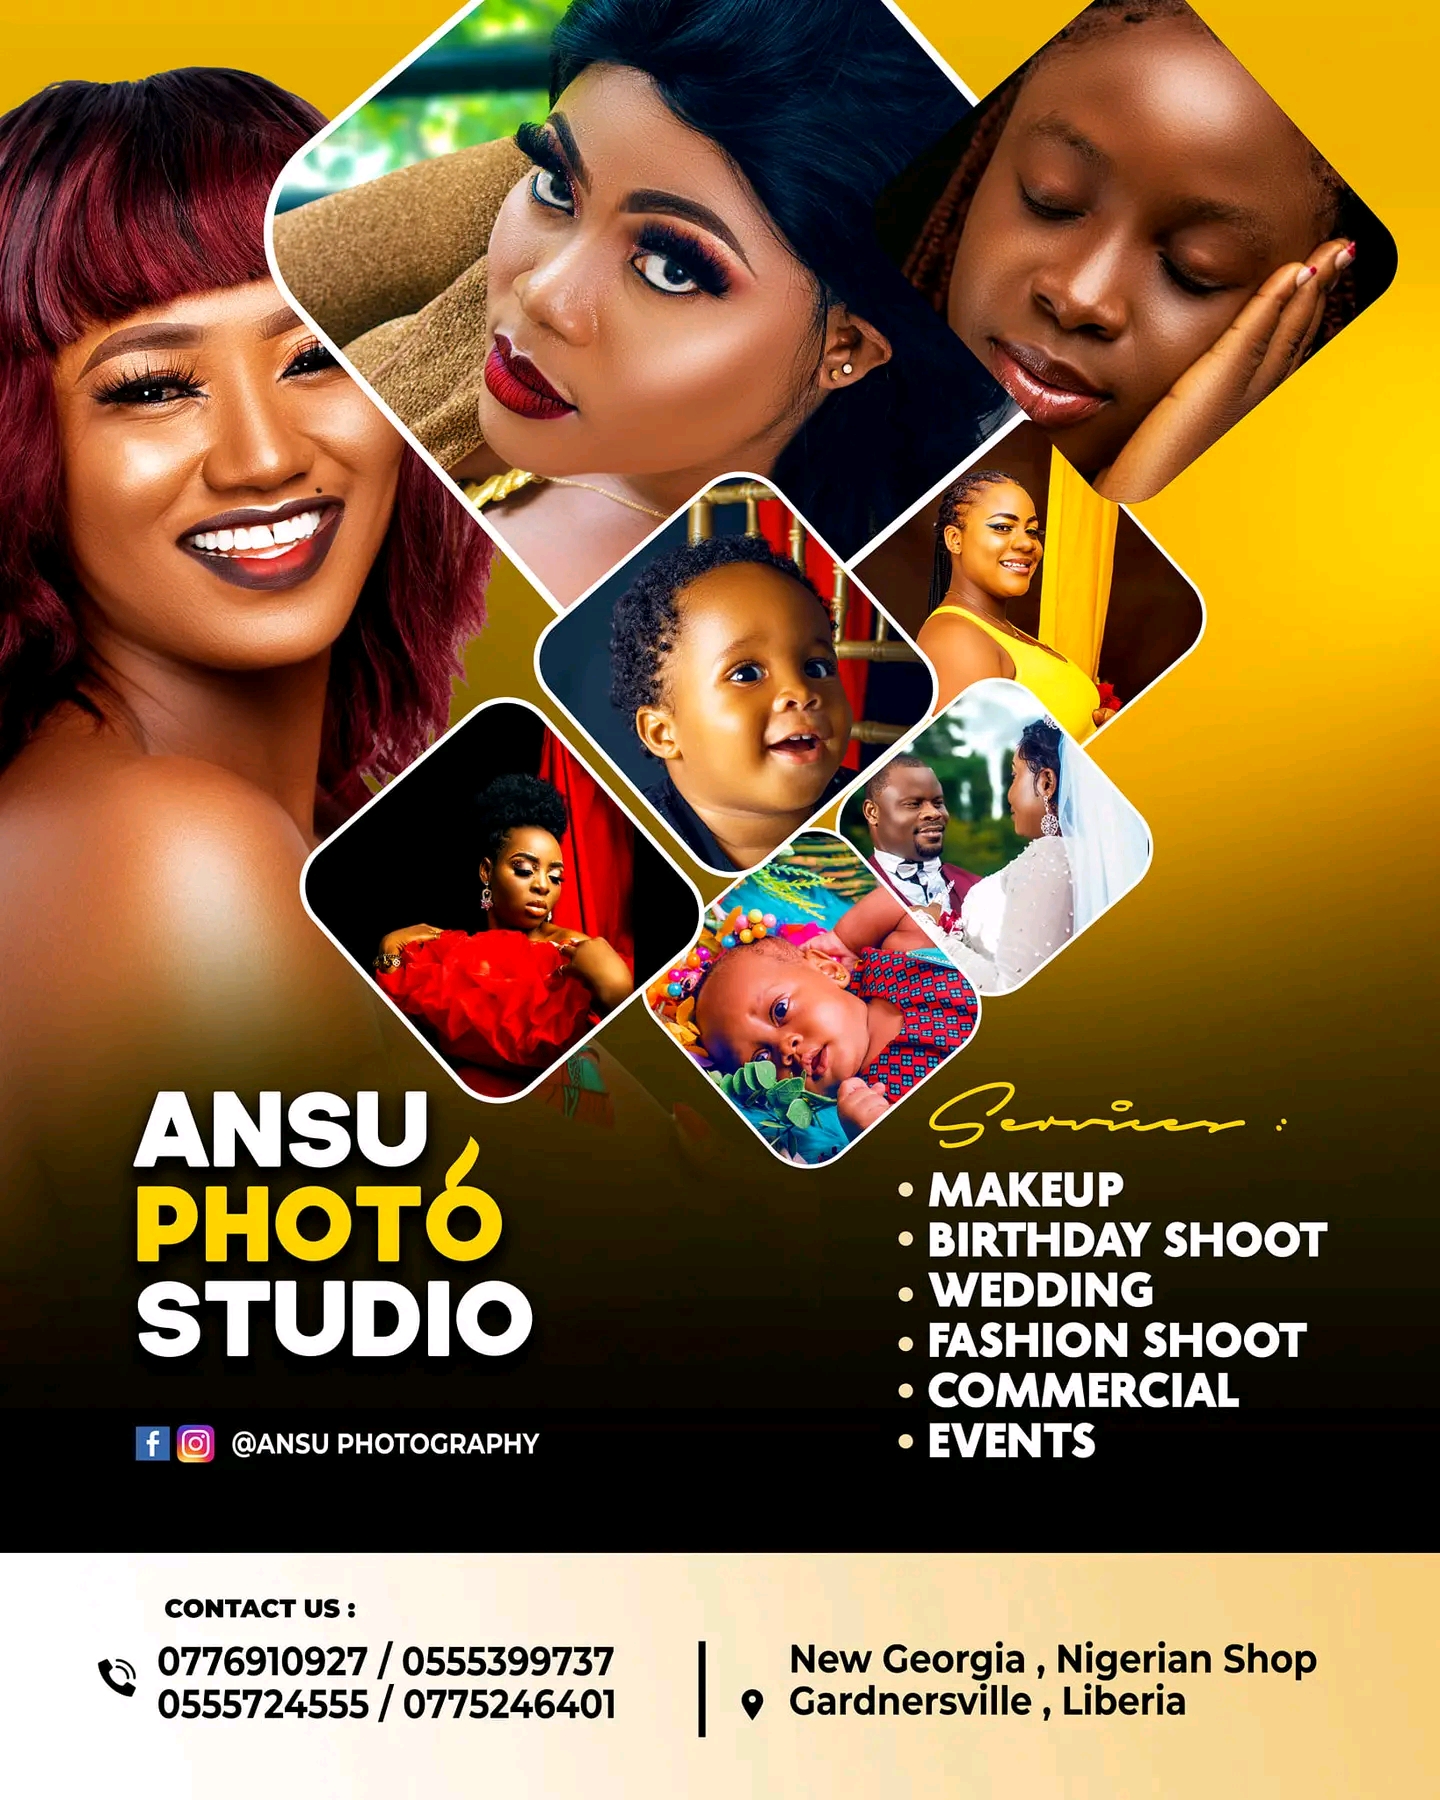 ANSU
PHOTO
STUDIO
@ANSU PHOTOGRAPHY
Services :
• MAKEUP
• BIRTHDAY SHOOT
• WEDDING
• FASHION SHOOT
• COMMERCIAL
• EVENTS
CONTACT US :
0776910927 / 0555399737
0555724555 / 0775246401
New Georgia , Nigerian Shop
Gardnersville , Liberia